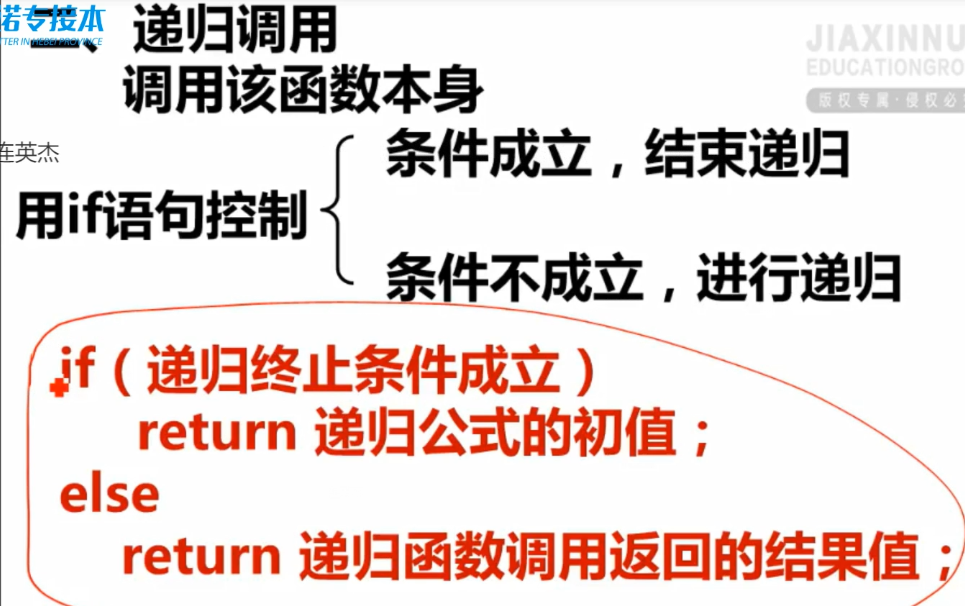 诺专接本
TTER IN HEBEI PROVINCE
递归调用
调用该函数本身
JIAXINNU
EDUCATIONGRO
版权专属·侵权必
连英杰
条件成立，结束递归
用if语句控制
条件不成立，进行递归
if（递归终止条件成立）
return 递归公式的初值；
else
return 递归函数调用返回的结果值；